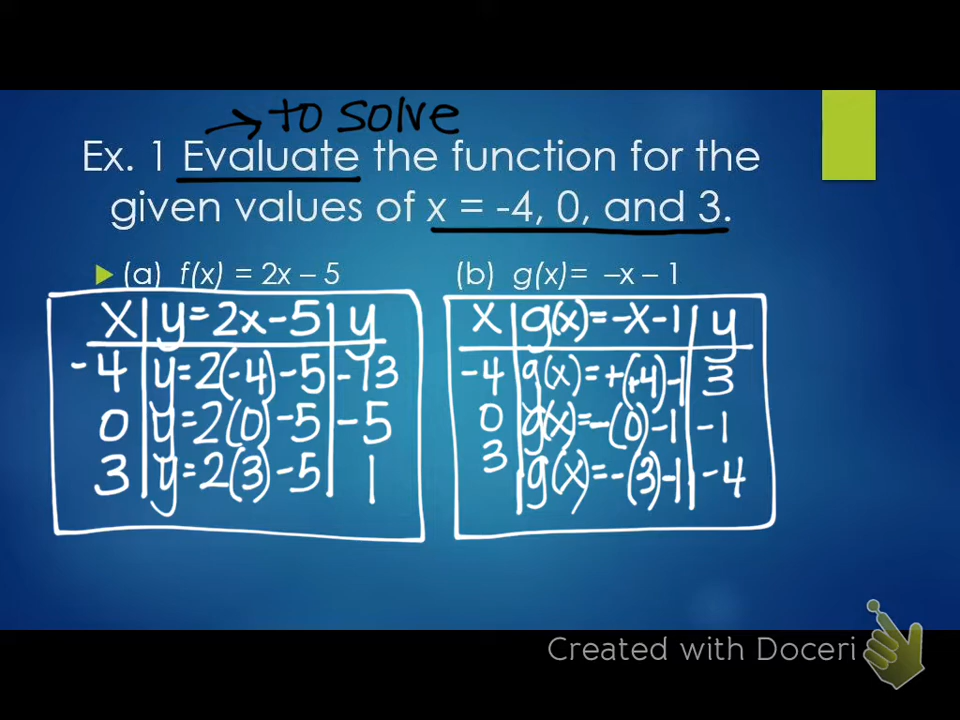 → to solve
Ex. 1 Evaluate the function for the
given values of x = -4, 0, and 3.
(a) f(x) = 2x – 5
(b) g(x)= –x – 1
x y=2x-5 y
-4 y=2(-4)-5 -13
0 y=2(0)-5 -5
3 y=2(3)-5 1
x g(x)=-x-1 y
-4 g(x)=+(+4)-1 3
0 g(x)=-(0)-1 -1
3 g(x)=-(3)-1 -4
Created with Doceri